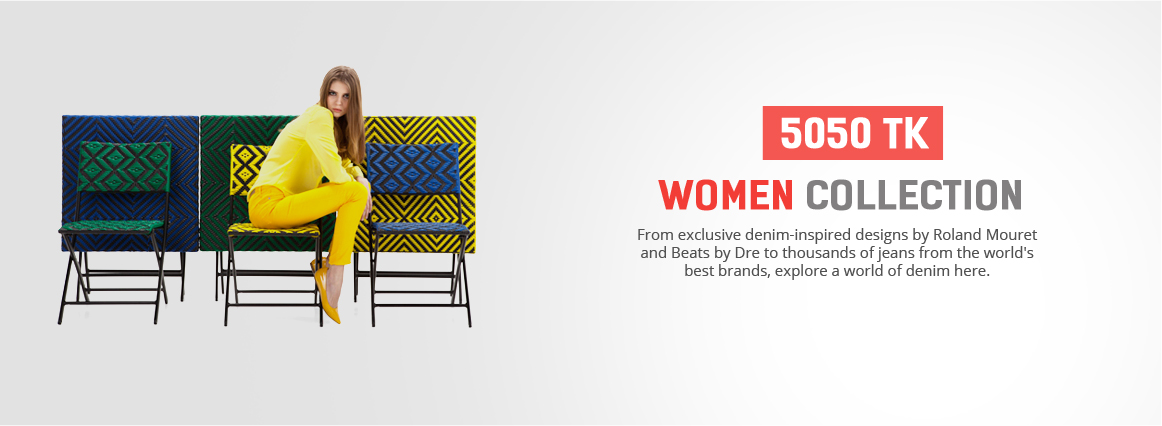 5050 TK
WOMEN COLLECTION
From exclusive denim-inspired designs by Roland Mouret
and Beats by Dre to thousands of jeans from the world's
best brands, explore a world of denim here.